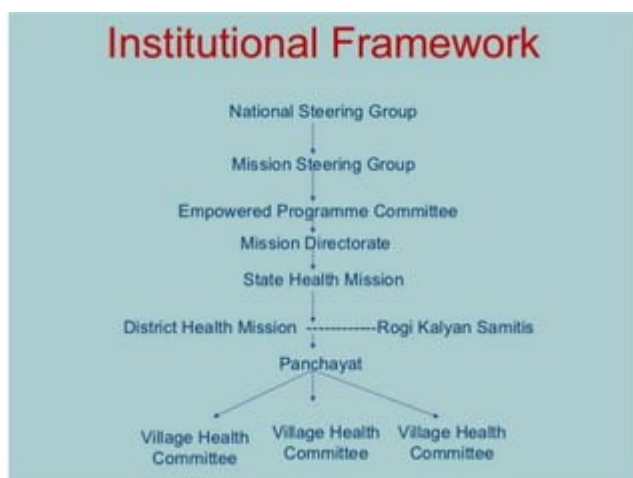 Institutional Framework
National Steering Group
Mission Steering Group
Empowered Programme Committee
Mission Directorate
State Health Mission
District Health Mission ------------Rogi Kalyan Samitis
Panchayat
Village Health Committee
Village Health Committee
Village Health Committee